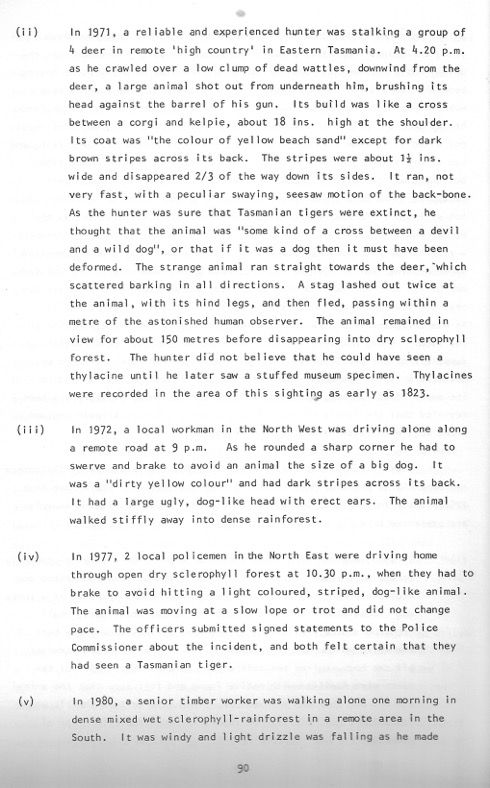 (ii) In 1971, a reliable and experienced hunter was stalking a group of
4 deer in remote 'high country' in Eastern Tasmania. At 4.20 p.m.
as he crawled over a low clump of dead wattles, downwind from the
deer, a large animal shot out from underneath him, brushing its
head against the barrel of his gun. Its build was like a cross
between a corgi and kelpie, about 18 ins. high at the shoulder.
Its coat was "the colour of yellow beach sand" except for dark
brown stripes across its back. The stripes were about 1½ ins.
wide and disappeared 2/3 of the way down its sides. It ran, not
very fast, with a peculiar swaying, seesaw motion of the back-bone.
As the hunter was sure that Tasmanian tigers were extinct, he
thought that the animal was "some kind of a cross between a devil
and a wild dog", or that if it was a dog then it must have been
deformed. The strange animal ran straight towards the deer, which
scattered barking in all directions. A stag lashed out twice at
the animal, with its hind legs, and then fled, passing within a
metre of the astonished human observer. The animal remained in
view for about 150 metres before disappearing into dry sclerophyll
forest. The hunter did not believe that he could have seen a
thylacine until he later saw a stuffed museum specimen. Thylacines
were recorded in the area of this sighting as early as 1823.
(iii) In 1972, a local workman in the North West was driving alone along
a remote road at 9 p.m. As he rounded a sharp corner he had to
swerve and brake to avoid an animal the size of a big dog. It
was a "dirty yellow colour" and had dark stripes across its back.
It had a large ugly, dog-like head with erect ears. The animal
walked stiffly away into dense rainforest.
(iv) In 1977, 2 local policemen in the North East were driving home
through open dry sclerophyll forest at 10.30 p.m., when they had to
brake to avoid hitting a light coloured, striped, dog-like animal.
The animal was moving at a slow lope or trot and did not change
pace. The officers submitted signed statements to the Police
Commissioner about the incident, and both felt certain that they
had seen a Tasmanian tiger.
(v) In 1980, a senior timber worker was walking alone one morning in
dense mixed wet sclerophyll-rainforest in a remote area in the
South. It was windy and light drizzle was falling as he made
90